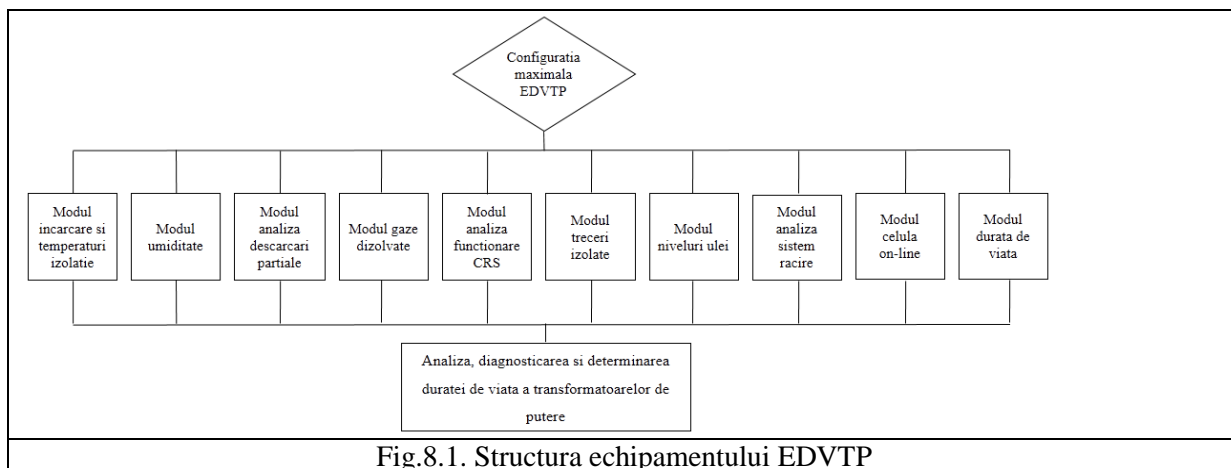 Configuratia
maximala
EDVTP
Modul
incarcare si
temperaturi
izolatie
Modul
umiditate
Modul
analiza
descarcari
partiale
Modul gaze
dizolvate
Modul
analiza
functionare
CRS
Modul
treceri
izolate
Modul
niveluri ulei
Modul
analiza
sistem
racire
Modul
celula
on-line
Modul
durata de
viata
Analiza, diagnosticarea si determinarea
duratei de viata a transformatoarelor de
putere
Fig.8.1. Structura echipamentului EDVTP